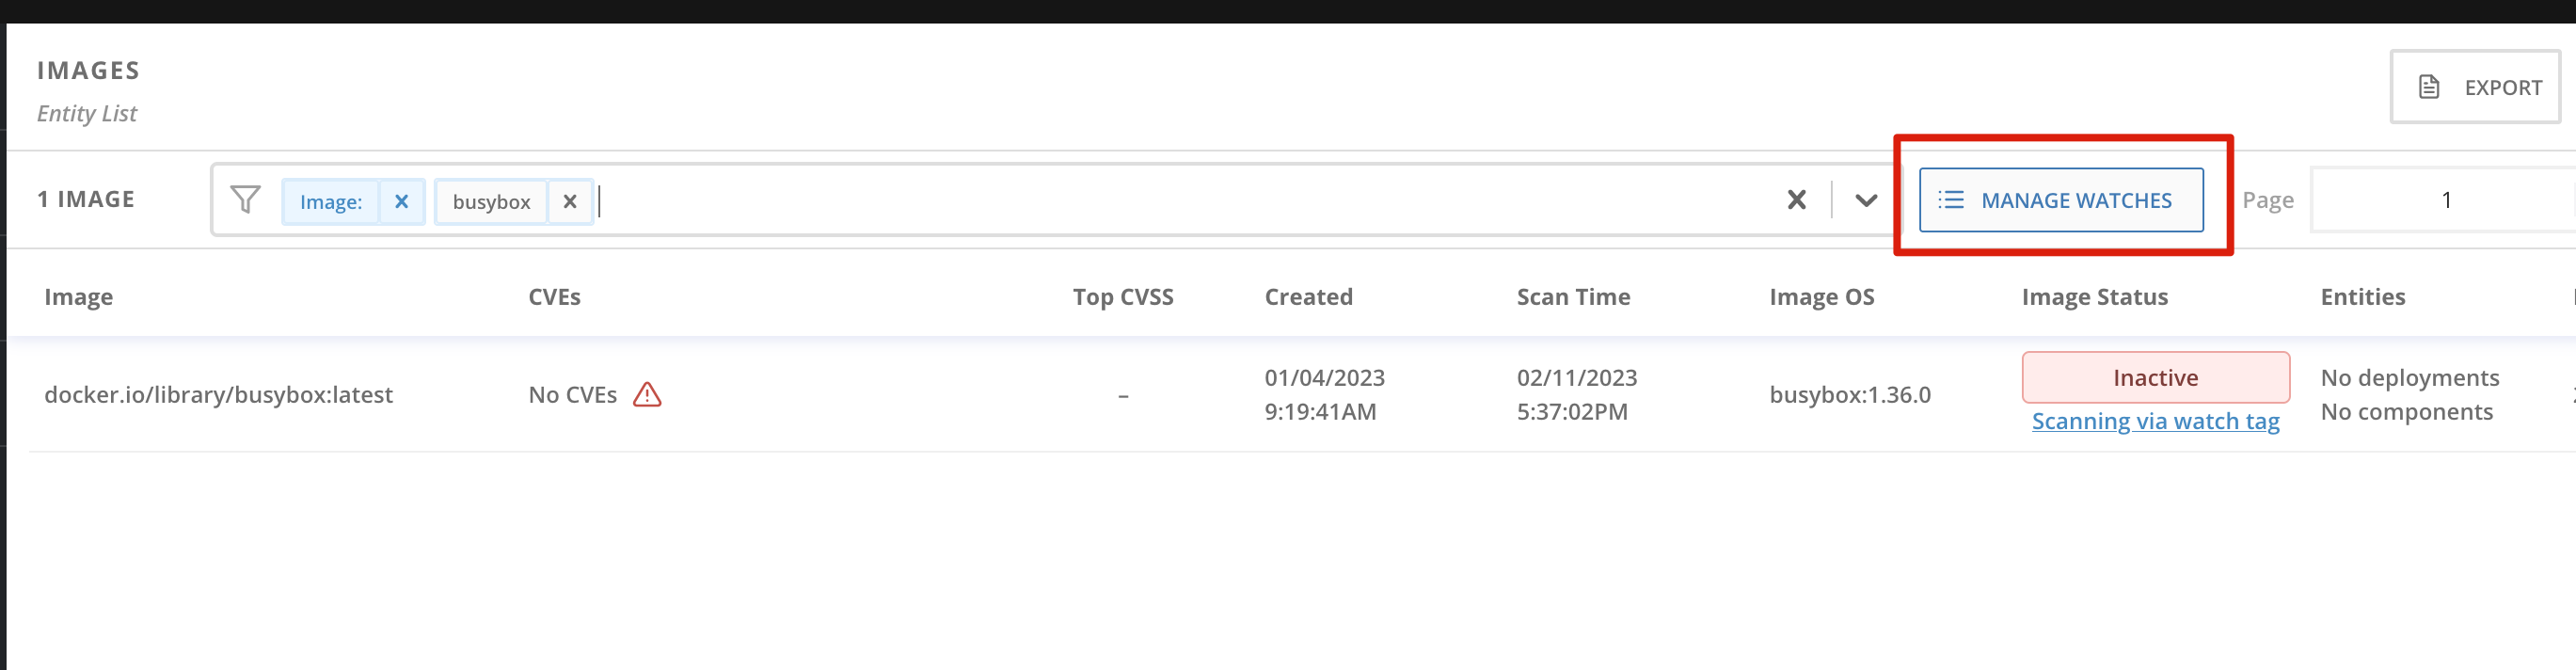 IMAGES
Entity List
EXPORT
1 IMAGE
Image:
busybox
MANAGE WATCHES
Page
1
Image CVEs Top CVSS Created Scan Time Image OS Image Status Entities
docker.io/library/busybox:latest
No CVEs
–
01/04/2023
9:19:41AM
02/11/2023
5:37:02PM
busybox:1.36.0
Inactive
Scanning via watch tag
No deployments
No components